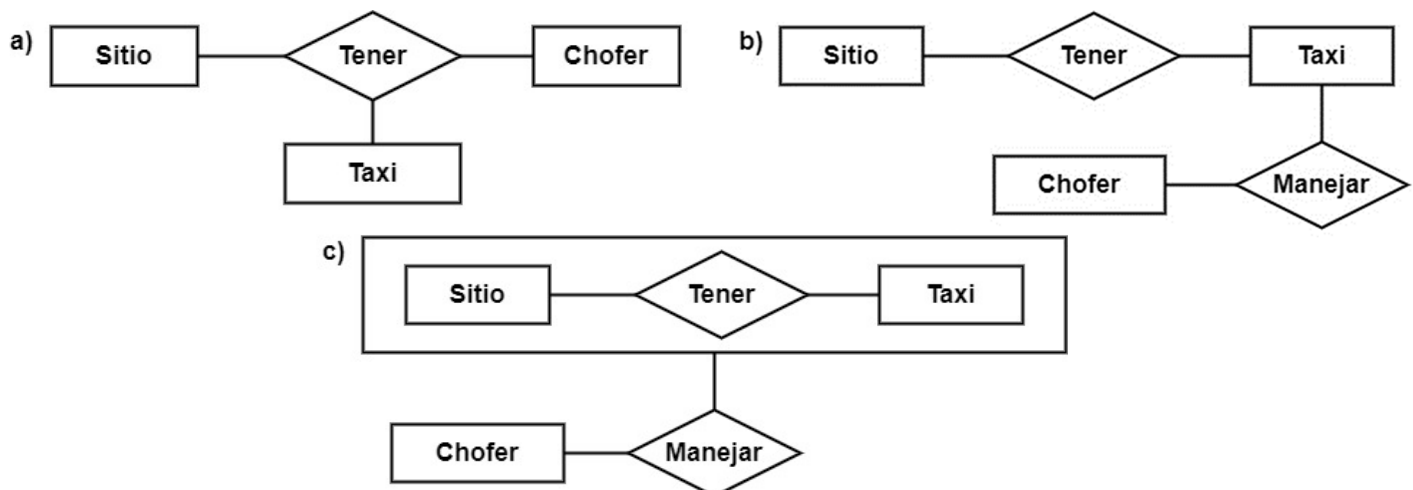 a) Sitio Tener Chofer
Taxi
b) Sitio Tener Taxi
Chofer Manejar
c)
Sitio Tener Taxi
Chofer Manejar